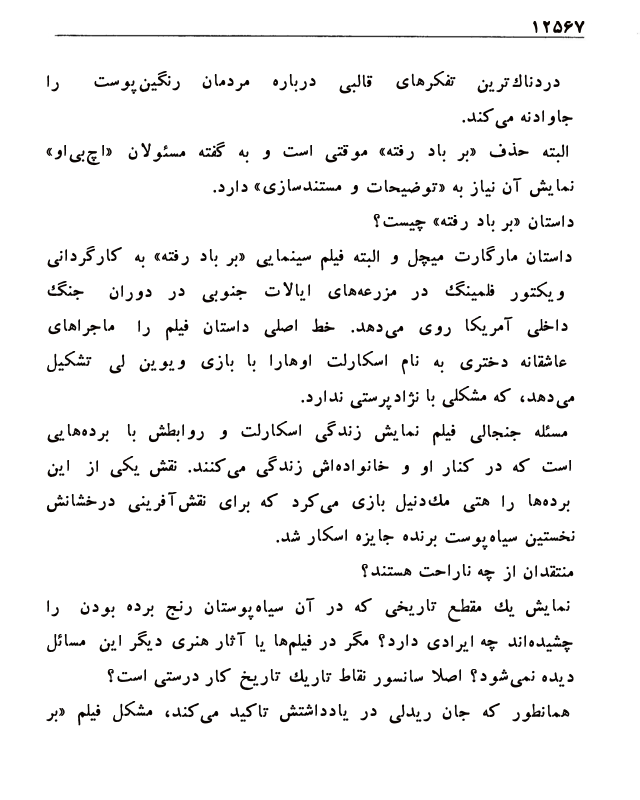 ۱۲۵۶۷
دردناك‌ترین تفکرهای قالبی درباره مردمان رنگین‌پوست را
جاودانه می‌کند.
البته حذف «بر باد رفته» موقتی است و به گفته مسئولان «اچ‌بی‌او»
نمایش آن نیاز به «توضیحات و مستندسازی» دارد.
داستان «بر باد رفته» چیست؟
داستان مارگارت میچل و البته فیلم سینمایی «بر باد رفته» به کارگردانی
ویکتور فلمینگ در مزرعه‌های ایالات جنوبی در دوران جنگ
داخلی آمریکا روی می‌دهد. خط اصلی داستان فیلم را ماجراهای
عاشقانه دختری به نام اسکارلت اوهارا با بازی ویوین لی تشکیل
می‌دهد، که مشکلی با نژادپرستی ندارد.
مسئله جنجالی فیلم نمایش زندگی اسکارلت و روابطش با برده‌هایی
است که در کنار او و خانواده‌اش زندگی می‌کنند. نقش یکی از این
برده‌ها را هتی مك‌دنیل بازی می‌کرد که برای نقش‌آفرینی درخشانش
نخستین سیاه‌پوست برنده جایزه اسکار شد.
منتقدان از چه ناراحت هستند؟
نمایش یك مقطع تاریخی که در آن سیاه‌پوستان رنج برده بودن را
چشیده‌اند چه ایرادی دارد؟ مگر در فیلم‌ها یا آثار هنری دیگر این مسائل
دیده نمی‌شود؟ اصلا سانسور نقاط تاریك تاریخ کار درستی است؟
همانطور که جان ریدلی در یادداشتش تاکید می‌کند، مشکل فیلم «بر